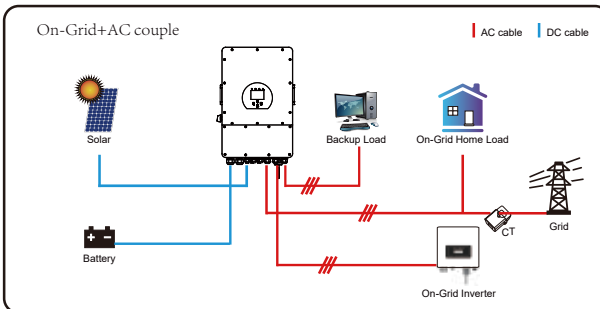 On-Grid+AC couple
AC cable
DC cable
Solar
Backup Load
On-Grid Home Load
CT
Grid
Battery
On-Grid Inverter